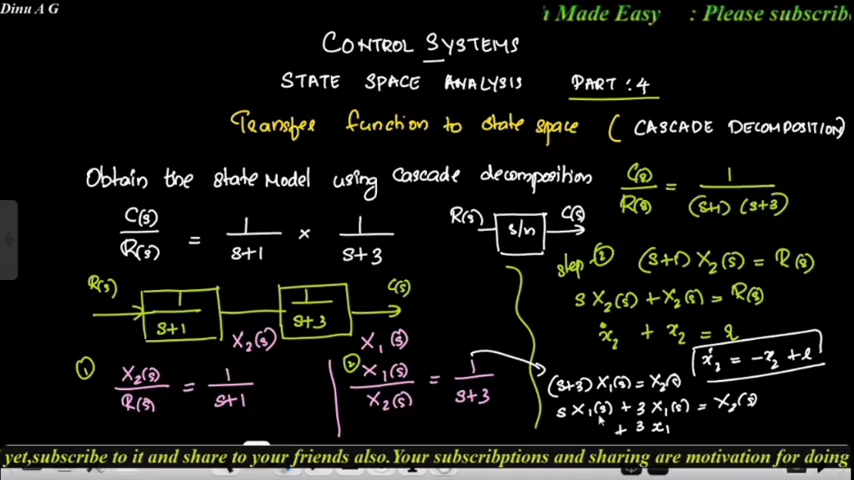 Dinu A G
n Made Easy : Please subscrib
CONTROL SYSTEMS
STATE SPACE ANALYSIS PART : 4
Transfer function to state space ( CASCADE DECOMPOSITION)
Obtain the state Model using Cascade decomposition
C(s)/R(s) = 1/((s+1)(s+3))
C(s)/R(s) = 1/(s+1) × 1/(s+3)
R(s) s/n C(s)
R(s) 1/(s+1) X₂(s) 1/(s+3) C(s)
X₁(s)
① X₂(s)/R(s) = 1/(s+1)
② X₁(s)/X₂(s) = 1/(s+3)
step ② (s+1) X₂(s) = R(s)
s X₂(s) + X₂(s) = R(s)
ẋ₂ + x₂ = r
ẋ₂ = -x₂ + r
(s+3) X₁(s) = X₂(s)
s X₁(s) + 3 X₁(s) = X₂(s)
+ 3 x₁
yet,subscribe to it and share to your friends also.Your subscribptions and sharing are motivation for doing